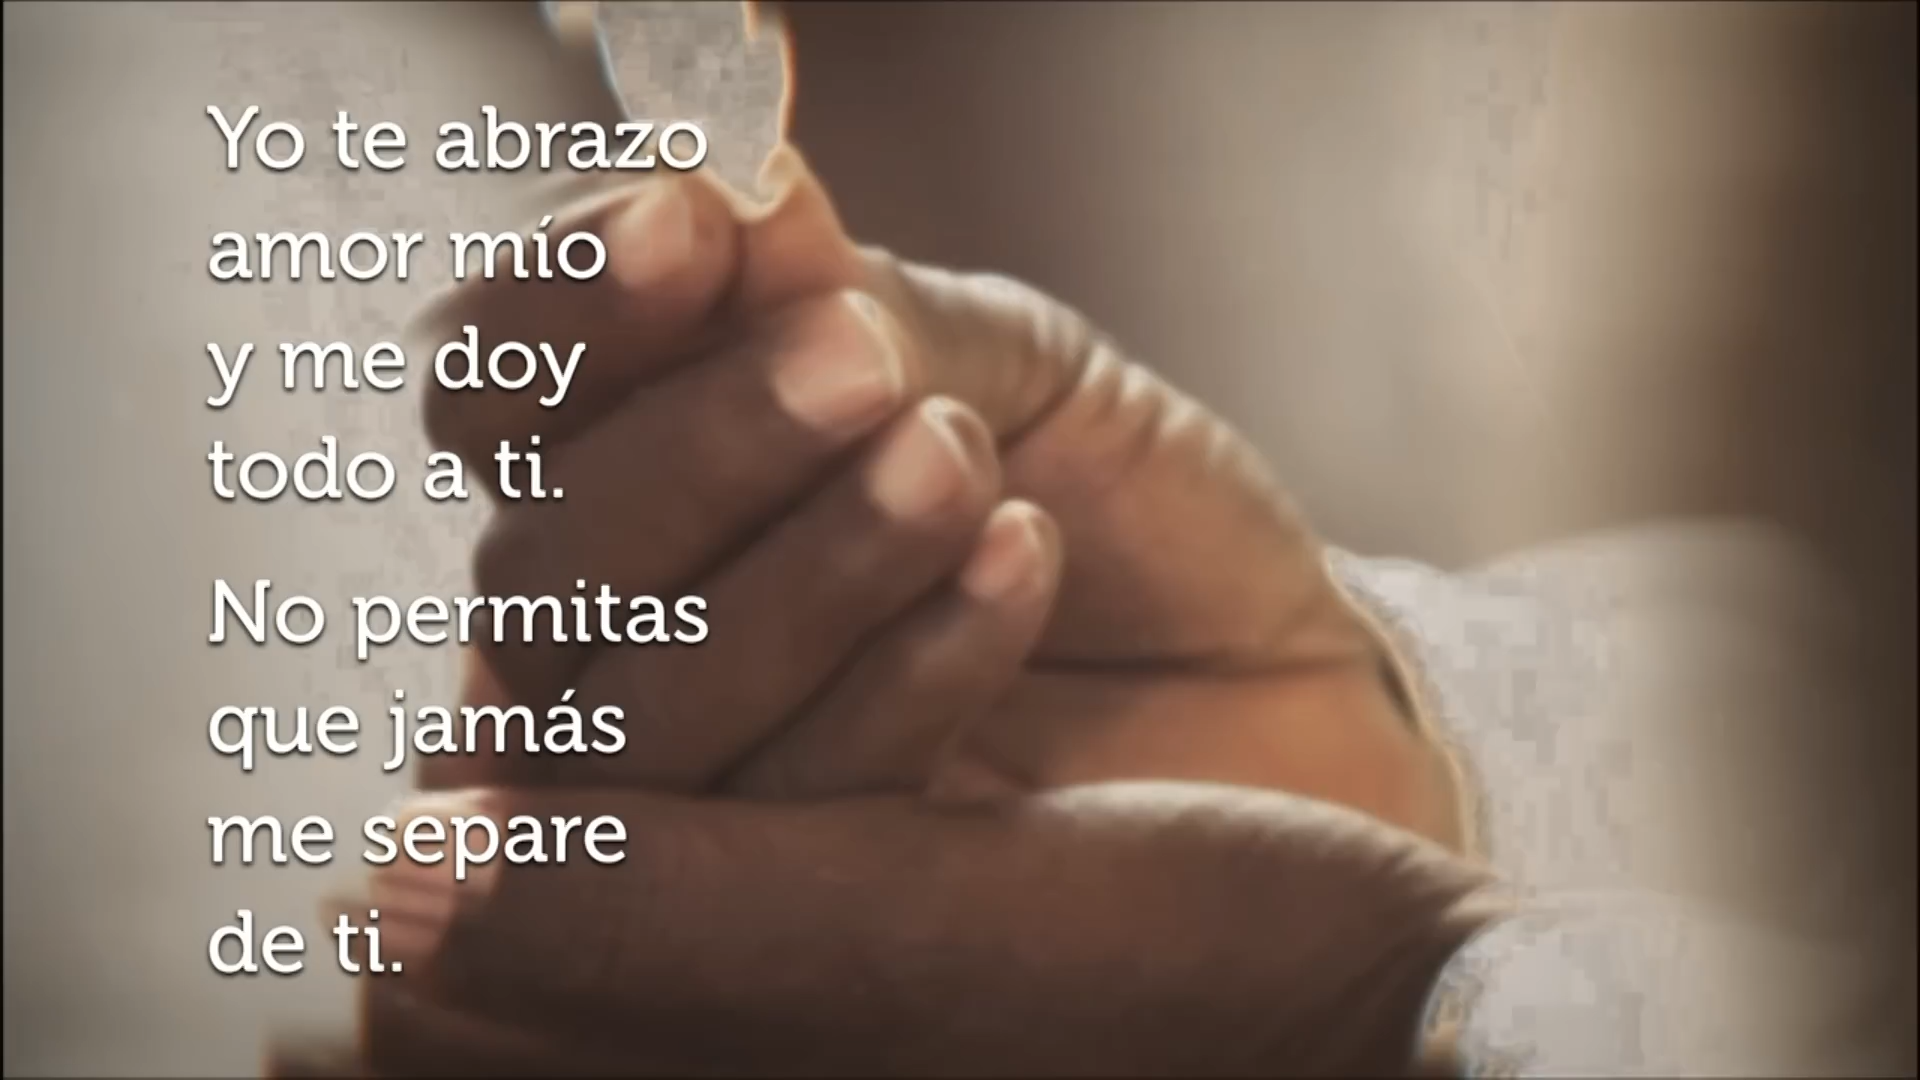 Yo te abrazo
amor mío
y me doy
todo a ti.
No permitas
que jamás
me separe
de ti.